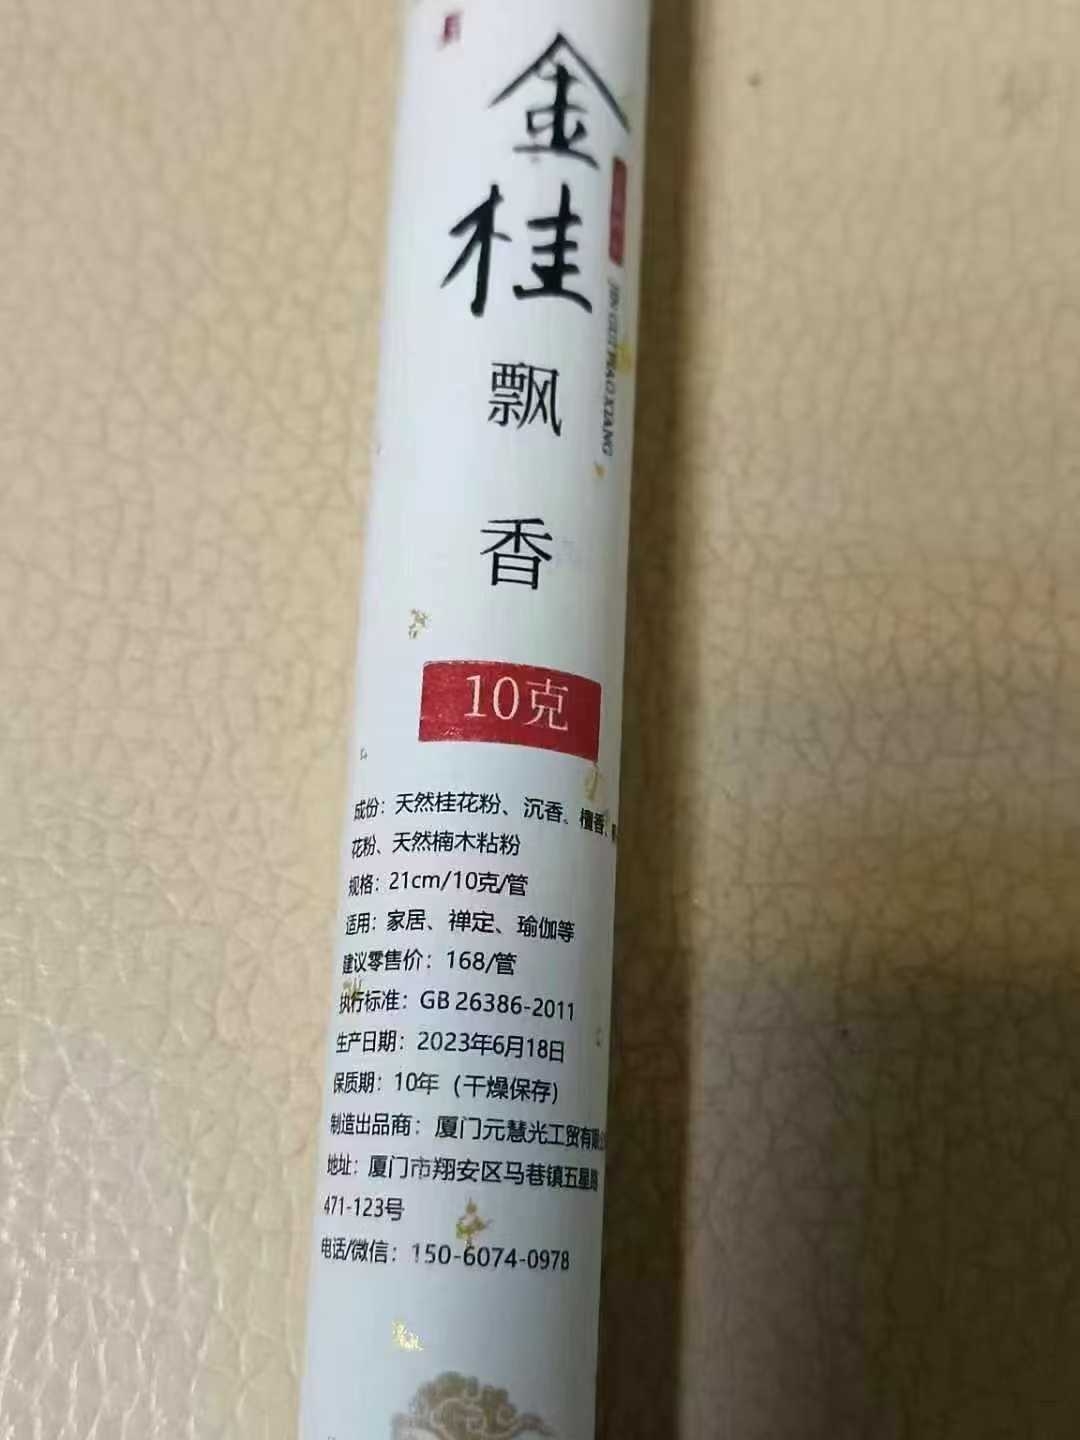 金
桂
飘
香
JIN GUI PIAO XIANG
10克
成份：天然桂花粉、沉香、檀香、
花粉、天然楠木粘粉
规格：21cm/10克/管
适用：家居、禅定、瑜伽等
建议零售价：168/管
执行标准：GB 26386-2011
生产日期：2023年6月18日
保质期：10年（干燥保存）
制造出品商：厦门元慧光工贸有限
地址：厦门市翔安区马巷镇五星路
471-123号
电话/微信：150-6074-0978